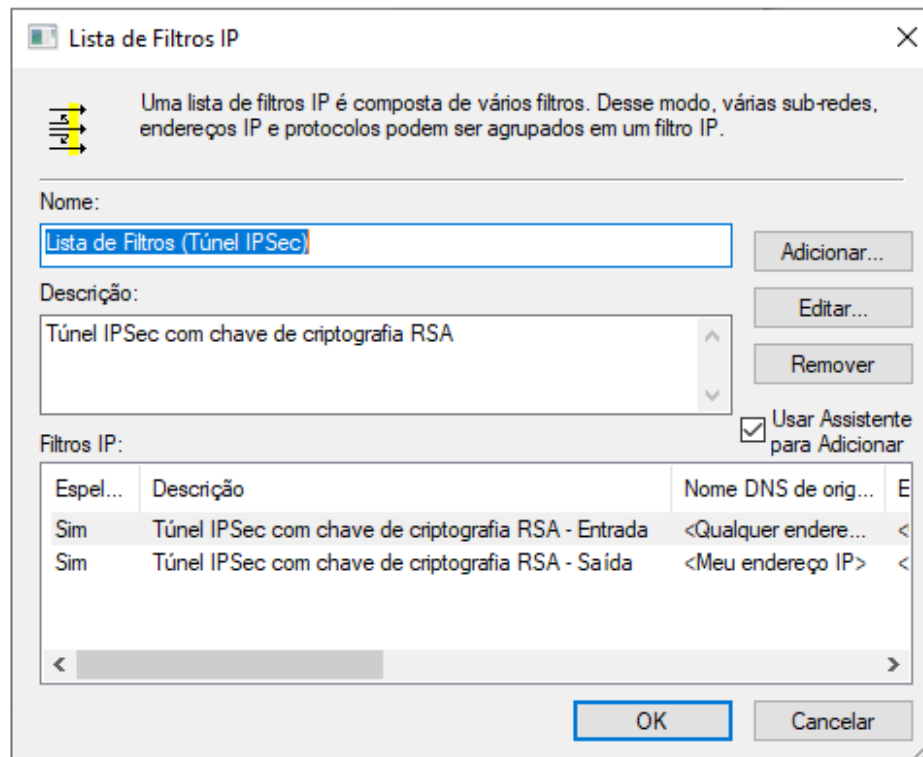 Lista de Filtros IP
Uma lista de filtros IP é composta de vários filtros. Desse modo, várias sub-redes,
endereços IP e protocolos podem ser agrupados em um filtro IP.
Nome:
Lista de Filtros (Túnel IPSec)
Adicionar...
Descrição:
Editar...
Túnel IPSec com chave de criptografia RSA
Remover
Usar Assistente
para Adicionar
Filtros IP:
Espel... Descrição Nome DNS de orig... E
Sim Túnel IPSec com chave de criptografia RSA - Entrada <Qualquer endere... <
Sim Túnel IPSec com chave de criptografia RSA - Saída <Meu endereço IP> <
OK Cancelar